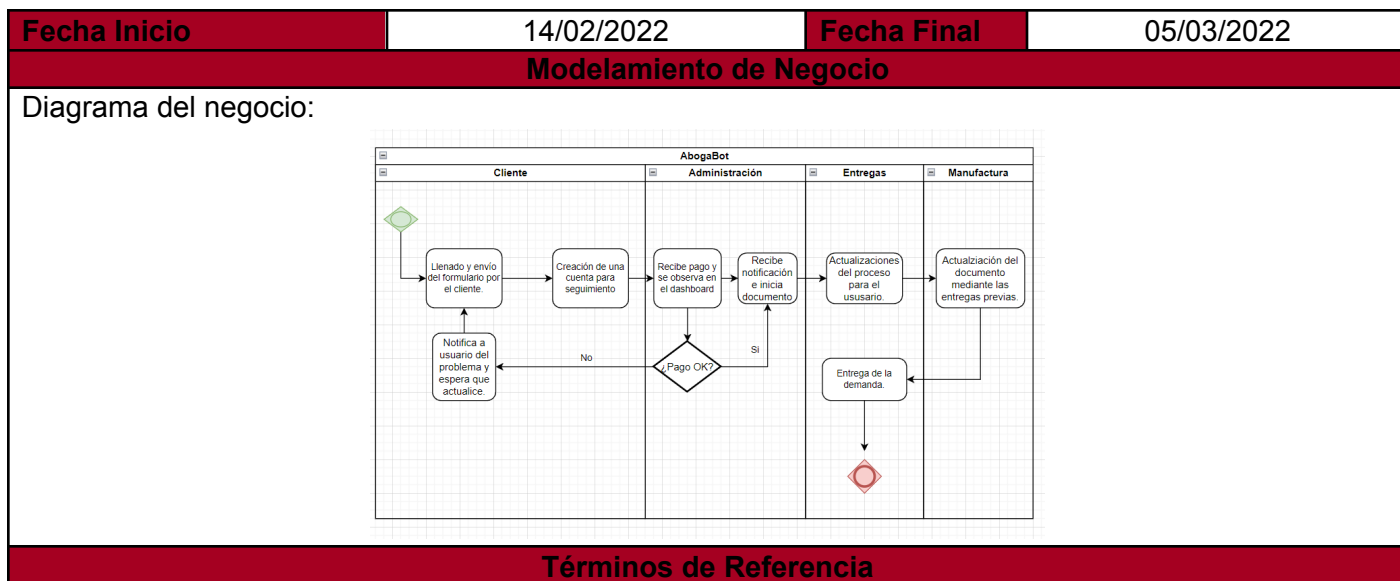 Fecha Inicio
14/02/2022
Fecha Final
05/03/2022
Modelamiento de Negocio
Diagrama del negocio:
AbogaBot
Cliente
Administración
Entregas
Manufactura
Llenado y envío
del formulario por
el cliente.
Creación de una
cuenta para
seguimiento
Recibe pago y
se observa en
el dashboard
Recibe
notificación
e inicia
documento
Actualizaciones
del proceso
para el
ususario.
Actualziación del
documento
mediante las
entregas previas.
Notifica a
usuario del
problema y
espera que
actualice.
No
¿Pago OK?
Si
Entrega de la
demanda.
Términos de Referencia